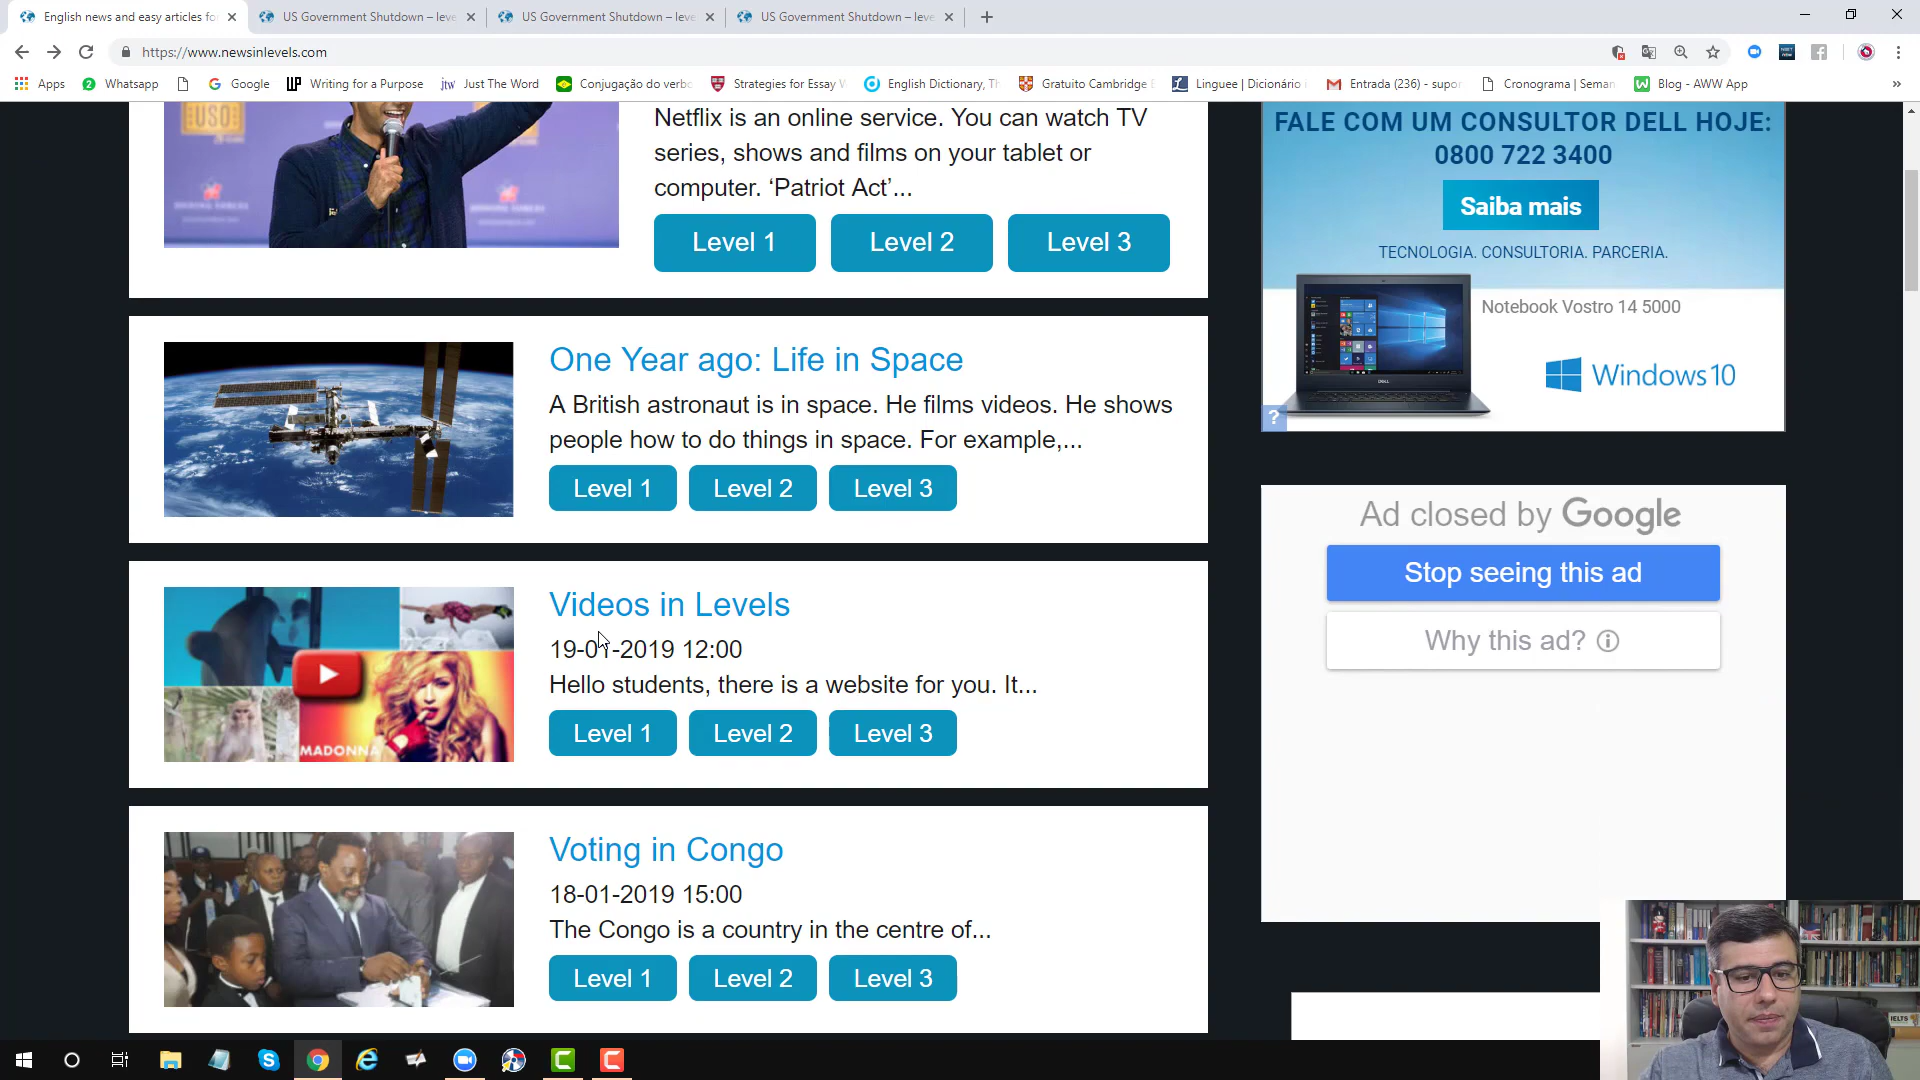 English news and easy articles fo
US Government Shutdown – leve
US Government Shutdown – leve
US Government Shutdown – leve
https://www.newsinlevels.com
Apps
Whatsapp
Google
Writing for a Purpose
jtw Just The Word
Conjugação do verbo
Strategies for Essay W
English Dictionary, Th
Gratuito Cambridge E
Linguee | Dicionário i
Entrada (236) - supor
Cronograma | Seman
Blog - AWW App
USO
Netflix is an online service. You can watch TV
series, shows and films on your tablet or
computer. ‘Patriot Act’...
Level 1
Level 2
Level 3
One Year ago: Life in Space
A British astronaut is in space. He films videos. He shows
people how to do things in space. For example,...
Level 1
Level 2
Level 3
MADONNA
Videos in Levels
19-01-2019 12:00
Hello students, there is a website for you. It...
Level 1
Level 2
Level 3
Voting in Congo
18-01-2019 15:00
The Congo is a country in the centre of...
Level 1
Level 2
Level 3
FALE COM UM CONSULTOR DELL HOJE:
0800 722 3400
Saiba mais
TECNOLOGIA. CONSULTORIA. PARCERIA.
Notebook Vostro 14 5000
Windows 10
Ad closed by Google
Stop seeing this ad
Why this ad?
IELTS